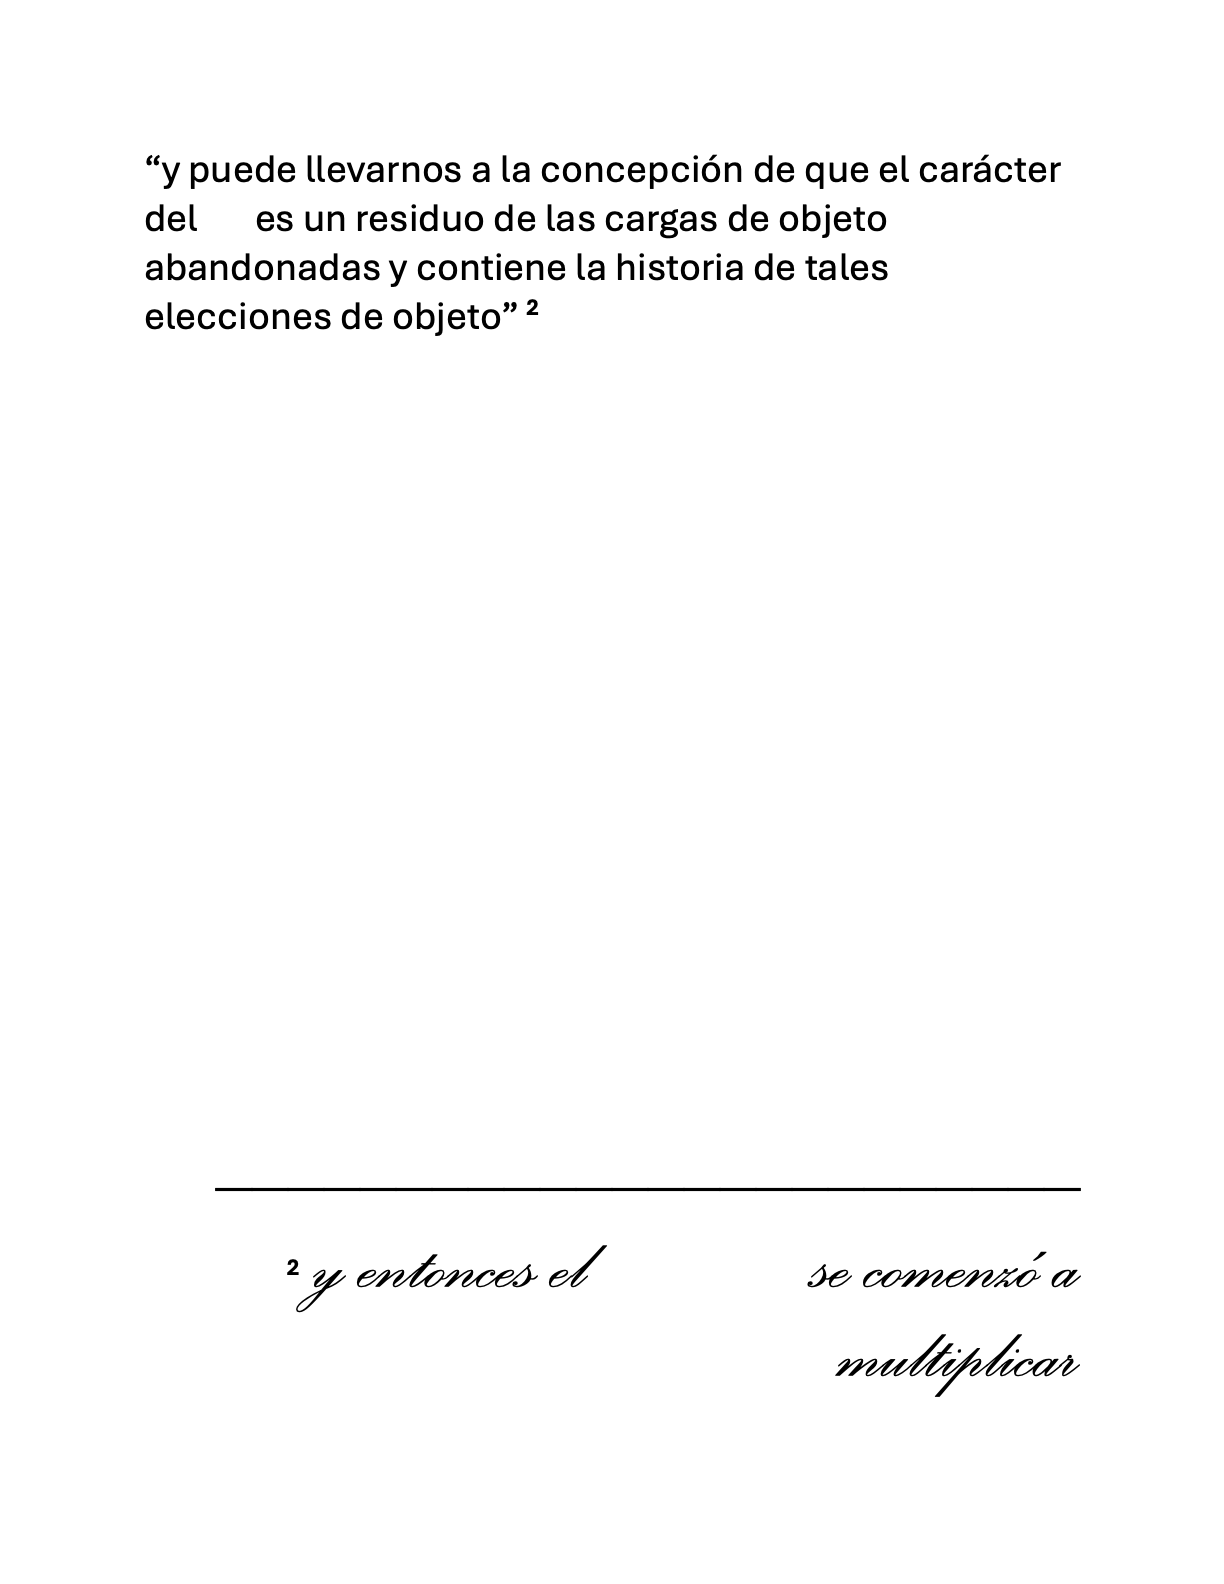 “y puede llevarnos a la concepción de que el carácter
del      es un residuo de las cargas de objeto
abandonadas y contiene la historia de tales
elecciones de objeto” ²
² y entonces el                se comenzó a
multiplicar